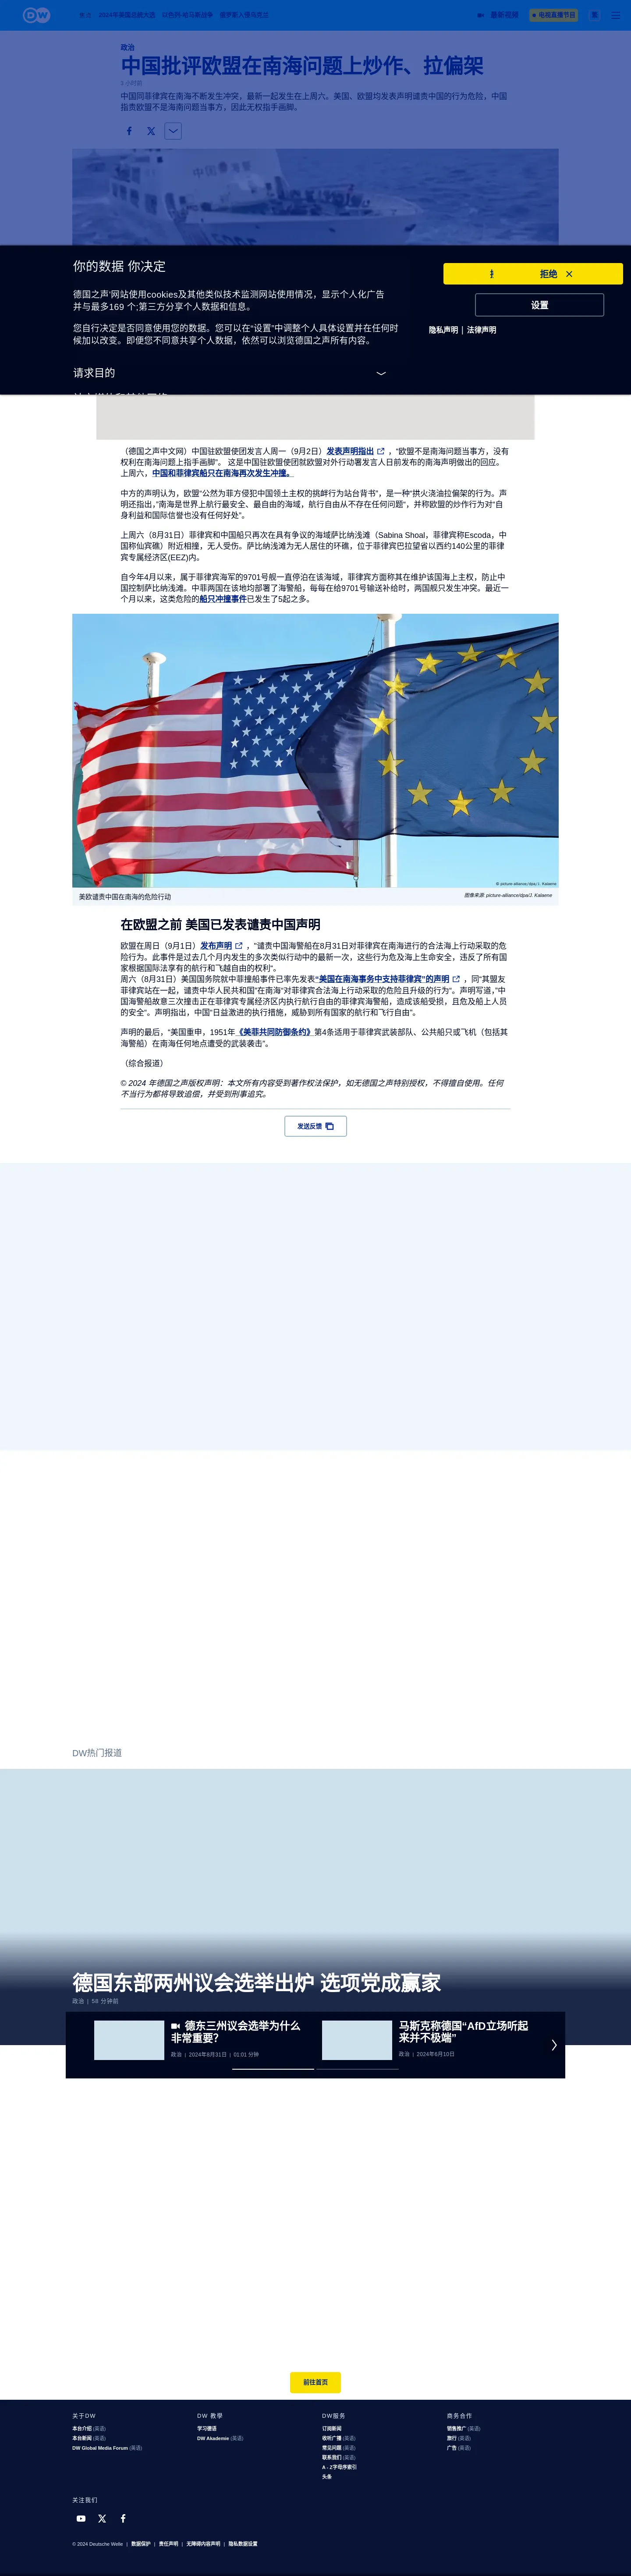 DW
热点
2024年美国总统大选
以色列-哈马斯战争
俄罗斯入侵乌克兰
最新视频
电视直播节目
政治
中国批评欧盟在南海问题上炒作、拉偏架
3 小时前
中国同菲律宾在南海不断发生冲突，最新一起发生在上周六。美国、欧盟均发表声明谴责中国的行为危险，中国
指责欧盟不是海南问题当事方，因此无权指手画脚。
中国海警
你的数据 你决定
德国之声'网站使用cookies及其他类似技术监测网站使用情况，显示个人化广告
并与最多169 个;第三方分享个人数据和信息。
您自行决定是否同意使用您的数据。您可以在“设置”中调整个人具体设置并在任何时
候加以改变。即便您不同意共享个人数据，依然可以浏览德国之声所有内容。
请求目的
拒绝
设置
隐私声明 | 法律声明
（德国之声中文网）中国驻欧盟使团发言人周一（9月2日）发表声明指出 ，“欧盟不是南海问题当事方，没有
权利在南海问题上指手画脚”。 这是中国驻欧盟使团就欧盟对外行动署发言人日前发布的南海声明做出的回应。
上周六，中国和菲律宾船只在南海再次发生冲撞。
中方的声明认为，欧盟“公然为菲方侵犯中国领土主权的挑衅行为站台背书”，是一种“拱火浇油拉偏架的行为。声
明还指出，”南海是世界上航行最安全、最自由的海域，航行自由从不存在任何问题“，并称欧盟的炒作行为对”自
身利益和国际信誉也没有任何好处”。
上周六（8月31日）菲律宾和中国船只再次在具有争议的海域萨比纳浅滩（Sabina Shoal，菲律宾称Escoda，中
国称仙宾礁）附近相撞，无人受伤。萨比纳浅滩为无人居住的环礁，位于菲律宾巴拉望省以西约140公里的菲律
宾专属经济区(EEZ)内。
自今年4月以来，属于菲律宾海军的9701号舰一直停泊在该海域，菲律宾方面称其在维护该国海上主权，防止中
国控制萨比纳浅滩。中菲两国在该地均部署了海警船，每每在给9701号输送补给时，两国舰只发生冲突。最近一
个月以来，这类危险的船只冲撞事件已发生了5起之多。
© picture-alliance/dpa/J. Kalaene
美欧谴责中国在南海的危险行动
图像来源: picture-alliance/dpa/J. Kalaene
在欧盟之前 美国已发表谴责中国声明
欧盟在周日（9月1日）发布声明 ，“谴责中国海警船在8月31日对菲律宾在南海进行的合法海上行动采取的危
险行为。此事件是过去几个月内发生的多次类似行动中的最新一次，这些行为危及海上生命安全，违反了所有国
家根据国际法享有的航行和飞越自由的权利”。
周六（8月31日）美国国务院就中菲撞船事件已率先发表“美国在南海事务中支持菲律宾”的声明 ，同“其盟友
菲律宾站在一起，谴责中华人民共和国”在南海“对菲律宾合法海上行动采取的危险且升级的行为”。声明写道，”中
国海警船故意三次撞击正在菲律宾专属经济区内执行航行自由的菲律宾海警船，造成该船受损，且危及船上人员
的安全”。声明指出，中国“日益激进的执行措施，威胁到所有国家的航行和飞行自由”。
声明的最后，“美国重申，1951年《美菲共同防御条约》第4条适用于菲律宾武装部队、公共船只或飞机（包括其
海警船）在南海任何地点遭受的武装袭击”。
（综合报道）
© 2024 年德国之声版权声明：本文所有内容受到著作权法保护，如无德国之声特别授权，不得擅自使用。任何
不当行为都将导致追偿，并受到刑事追究。
发送反馈
DW热门报道
德国东部两州议会选举出炉 选项党成赢家
政治 | 56 分钟前
德东三州议会选举为什么
非常重要？
政治 | 2024年8月31日 | 01:01 分钟
马斯克称德国“AfD立场听起
来并不极端”
政治 | 2024年6月10日
前往首页
关于DW
本台介绍 (英语)
本台新闻 (英语)
DW Global Media Forum (英语)
DW 教学
学习德语
DW Akademie (英语)
DW服务
订阅新闻
收听广播 (英语)
常见问题 (英语)
联系我们 (英语)
A - Z字母序索引
头条
商务合作
销售推广 (英语)
旅行 (英语)
广告 (英语)
关注我们
© 2024 Deutsche Welle | 数据保护 | 责任声明 | 无障碍内容声明 | 隐私数据设置